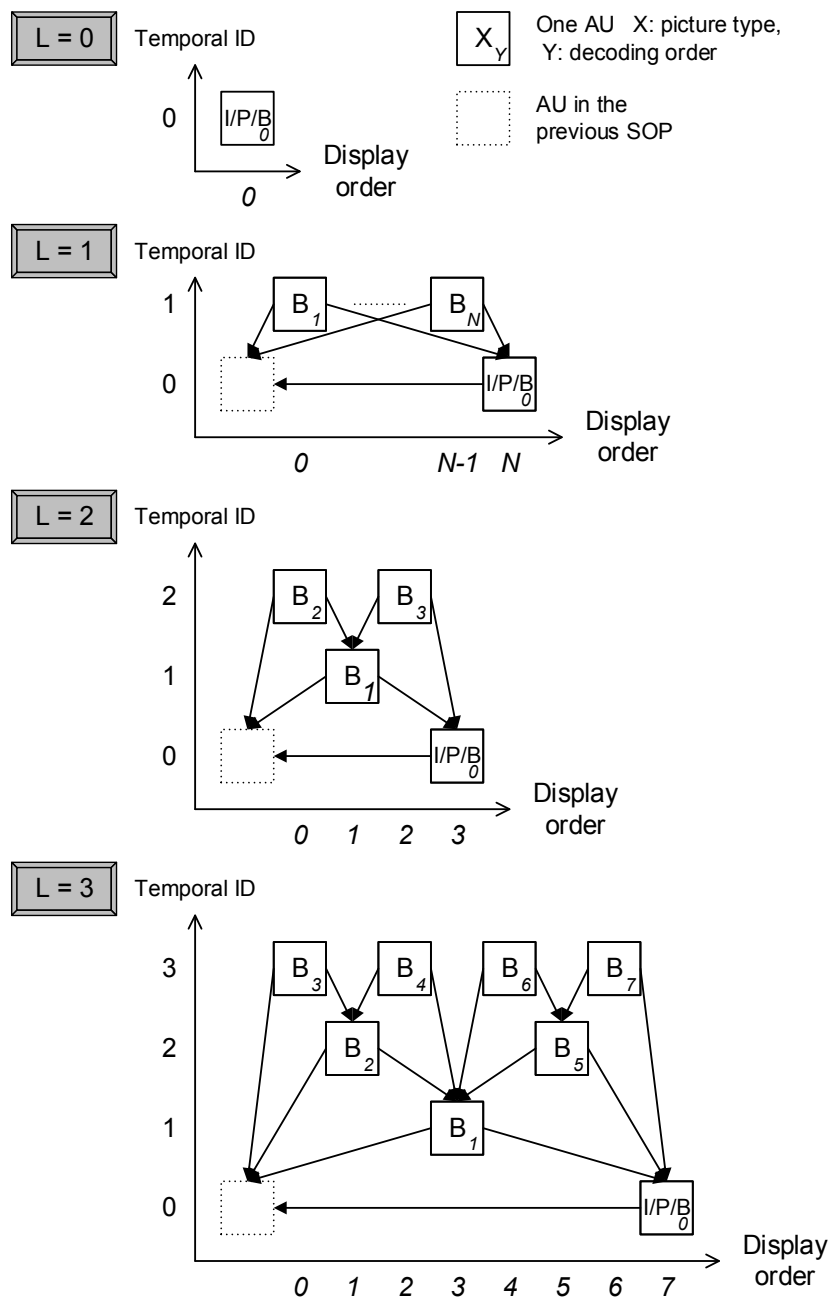 L = 0
Temporal ID
X Y
One AU X: picture type,
Y: decoding order
0
I/P/B 0
AU in the
previous SOP
Display
order
0
L = 1
Temporal ID
1
B 1
B N
0
I/P/B 0
Display
order
0 N-1 N
L = 2
Temporal ID
2
B 2
B 3
1
B 1
0
I/P/B 0
Display
order
0 1 2 3
L = 3
Temporal ID
3
B 3
B 4
B 6
B 7
2
B 2
B 5
1
B 1
0
I/P/B 0
Display
order
0 1 2 3 4 5 6 7